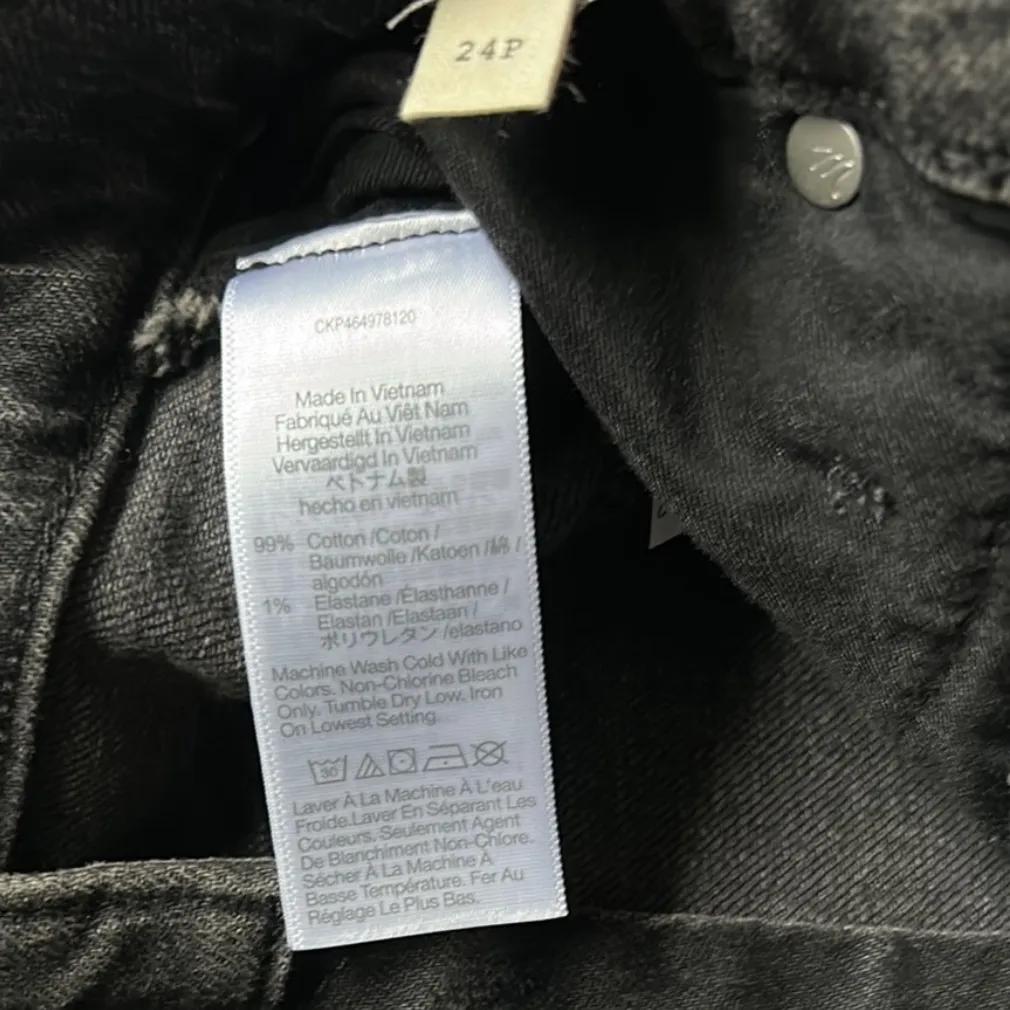 24P
m
CKP464978120
Made In Vietnam
Fabriqué Au Viêt Nam
Hergestellt In Vietnam
Vervaardigd In Vietnam
ベトナム製
hecho en vietnam
99% Cotton /Coton /
Baumwolle /Katoen /綿 /
algodón
1% Elastane /Élasthanne /
Elastan /Elastaan /
ポリウレタン /elastano
Machine Wash Cold With Like
Colors. Non-Chlorine Bleach
Only. Tumble Dry Low. Iron
On Lowest Setting.
30
Laver À La Machine À L'eau
Froide.Laver En Séparant Les
Couleurs. Seulement Agent
De Blanchiment Non-Chlore.
Sécher À La Machine À
Basse Température. Fer Au
Réglage Le Plus Bas.